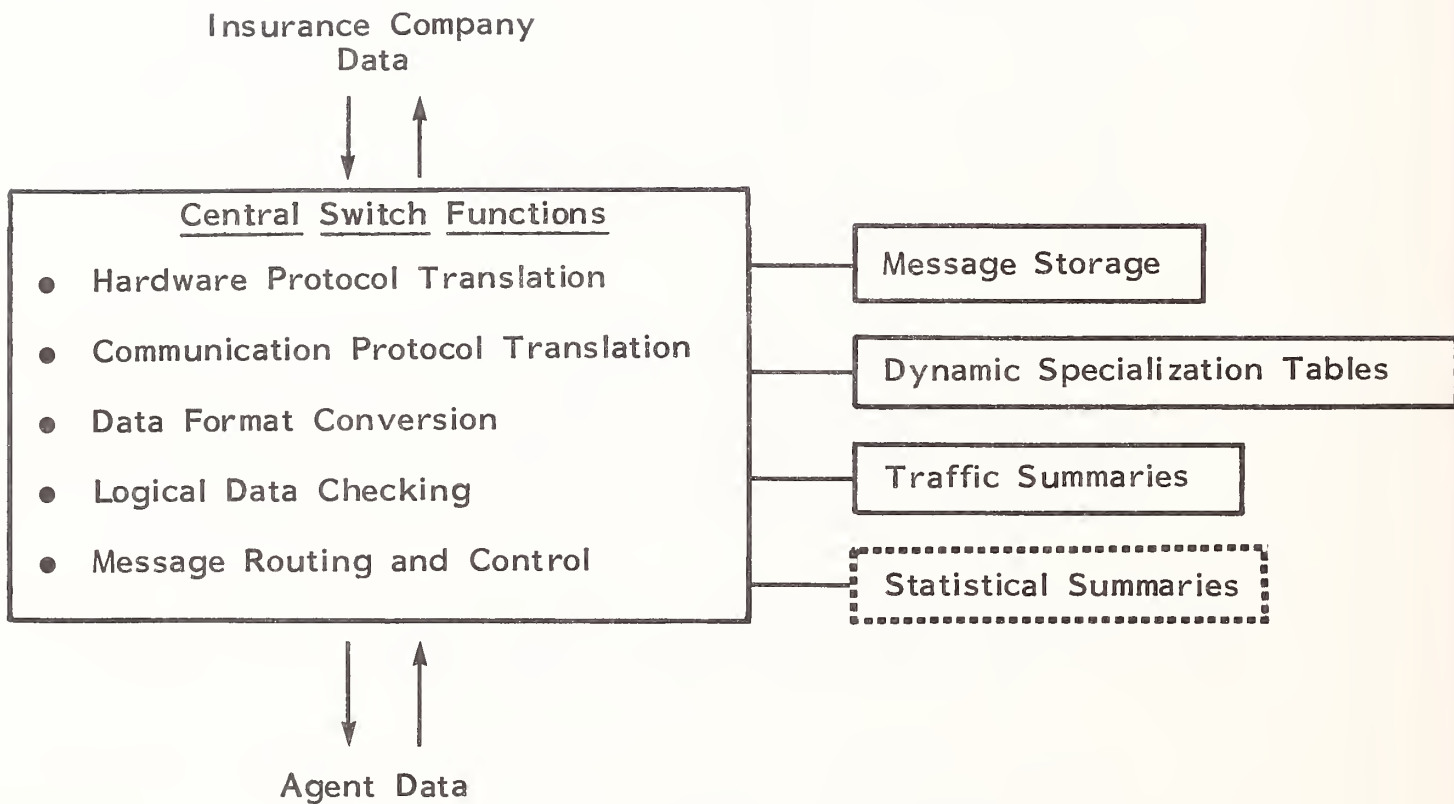 Insurance Company
Data
Central Switch Functions
● Hardware Protocol Translation
● Communication Protocol Translation
● Data Format Conversion
● Logical Data Checking
● Message Routing and Control
Message Storage
Dynamic Specialization Tables
Traffic Summaries
Statistical Summaries
Agent Data